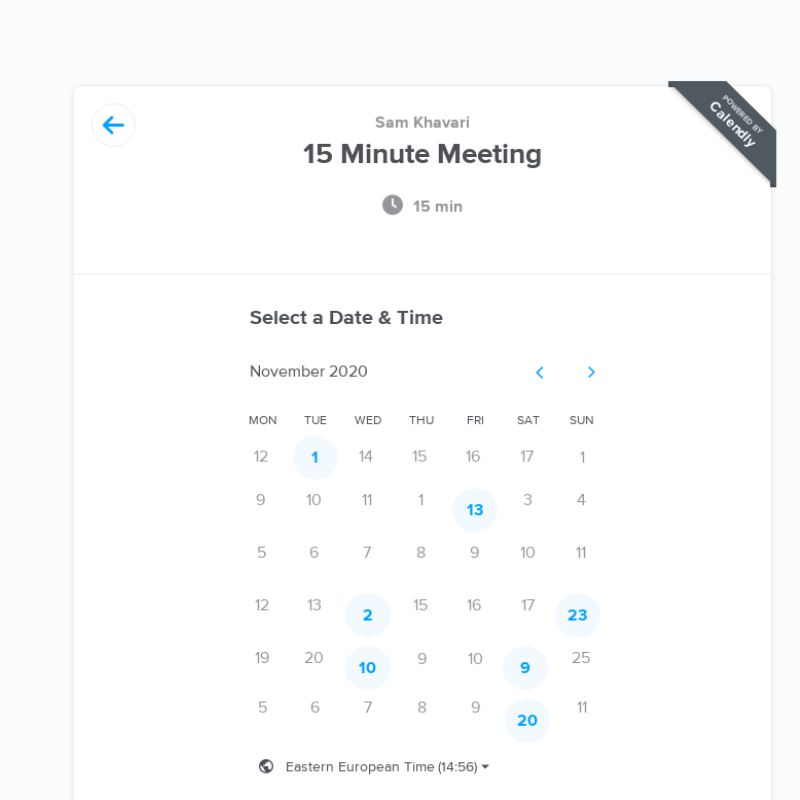 POWERED BY
Calendly
Sam Khavari
15 Minute Meeting
15 min
Select a Date & Time
November 2020
MON TUE WED THU FRI SAT SUN
12 1 14 15 16 17 1
9 10 11 1 13 3 4
5 6 7 8 9 10 11
12 13 2 15 16 17 23
19 20 10 9 10 9 25
5 6 7 8 9 20 11
Eastern European Time (14:56)